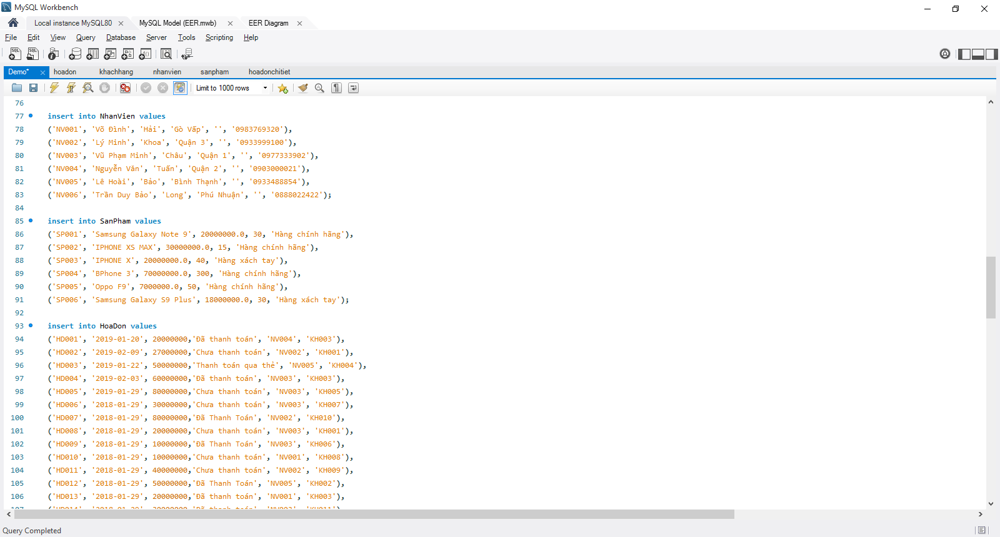 MySQL Workbench
Local instance MySQL80 MySQL Model (EER.mwb) EER Diagram
File Edit View Query Database Server Tools Scripting Help
Demo* hoadon khachhang nhanvien sanpham hoadonchitiet
Limit to 1000 rows
76
77 insert into NhanVien values
78 ('NV001', 'Võ Đình', 'Hải', 'Gò Vấp', '', '0983769320'),
79 ('NV002', 'Lý Minh', 'Khoa', 'Quận 3', '', '0933999100'),
80 ('NV003', 'Vũ Phạm Minh', 'Châu', 'Quận 1', '', '0977333902'),
81 ('NV004', 'Nguyễn Văn', 'Tuấn', 'Quận 2', '', '0903000021'),
82 ('NV005', 'Lê Hoài', 'Bảo', 'Bình Thạnh', '', '0933488854'),
83 ('NV006', 'Trần Duy Bảo', 'Long', 'Phú Nhuận', '', '0888022422');
84
85 insert into SanPham values
86 ('SP001', 'Samsung Galaxy Note 9', 20000000.0, 30, 'Hàng chính hãng'),
87 ('SP002', 'IPHONE XS MAX', 30000000.0, 15, 'Hàng chính hãng'),
88 ('SP003', 'IPHONE X', 20000000.0, 40, 'Hàng xách tay'),
89 ('SP004', 'BPhone 3', 70000000.0, 300, 'Hàng chính hãng'),
90 ('SP005', 'Oppo F9', 7000000.0, 50, 'Hàng chính hãng'),
91 ('SP006', 'Samsung Galaxy S9 Plus', 18000000.0, 30, 'Hàng xách tay');
92
93 insert into HoaDon values
94 ('HD001', '2019-01-20', 20000000,'Đã thanh toán', 'NV004', 'KH003'),
95 ('HD002', '2019-02-09', 27000000,'Chưa thanh toán', 'NV002', 'KH001'),
96 ('HD003', '2019-01-22', 50000000,'Thanh toán qua thẻ', 'NV005', 'KH004'),
97 ('HD004', '2019-02-03', 60000000,'Đã thanh toán', 'NV003', 'KH003'),
98 ('HD005', '2019-01-29', 80000000,'Chưa thanh toán', 'NV003', 'KH005'),
99 ('HD006', '2018-01-29', 30000000,'Chưa thanh toán', 'NV003', 'KH007'),
100 ('HD007', '2018-01-29', 80000000,'Đã Thanh Toán', 'NV002', 'KH010'),
101 ('HD008', '2018-01-29', 20000000,'Chưa thanh toán', 'NV003', 'KH001'),
102 ('HD009', '2018-01-29', 10000000,'Đã Thanh Toán', 'NV003', 'KH006'),
103 ('HD010', '2018-01-29', 10000000,'Chưa thanh toán', 'NV001', 'KH008'),
104 ('HD011', '2018-01-29', 40000000,'Chưa thanh toán', 'NV002', 'KH009'),
105 ('HD012', '2018-01-29', 50000000,'Đã Thanh Toán', 'NV005', 'KH002'),
106 ('HD013', '2018-01-29', 20000000,'Đã thanh toán', 'NV001', 'KH003'),
Query Completed